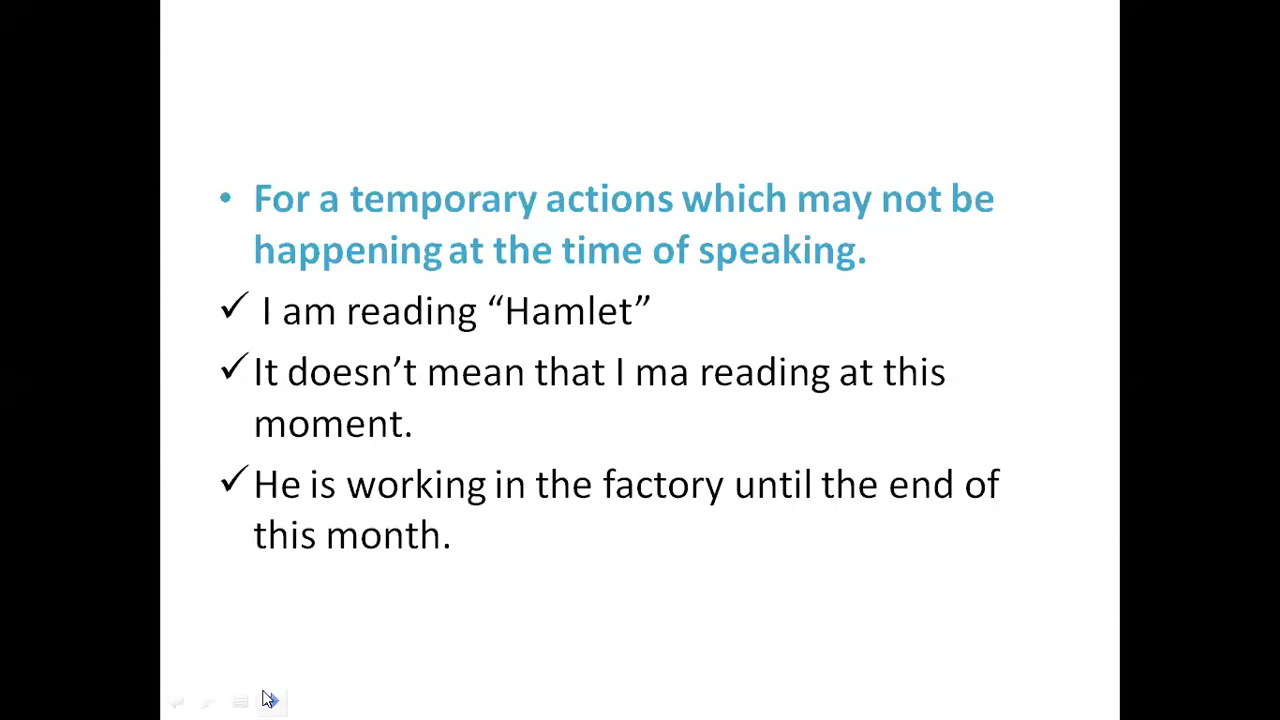 • For a temporary actions which may not be
happening at the time of speaking.
✓ I am reading “Hamlet”
✓ It doesn’t mean that I ma reading at this
moment.
✓ He is working in the factory until the end of
this month.